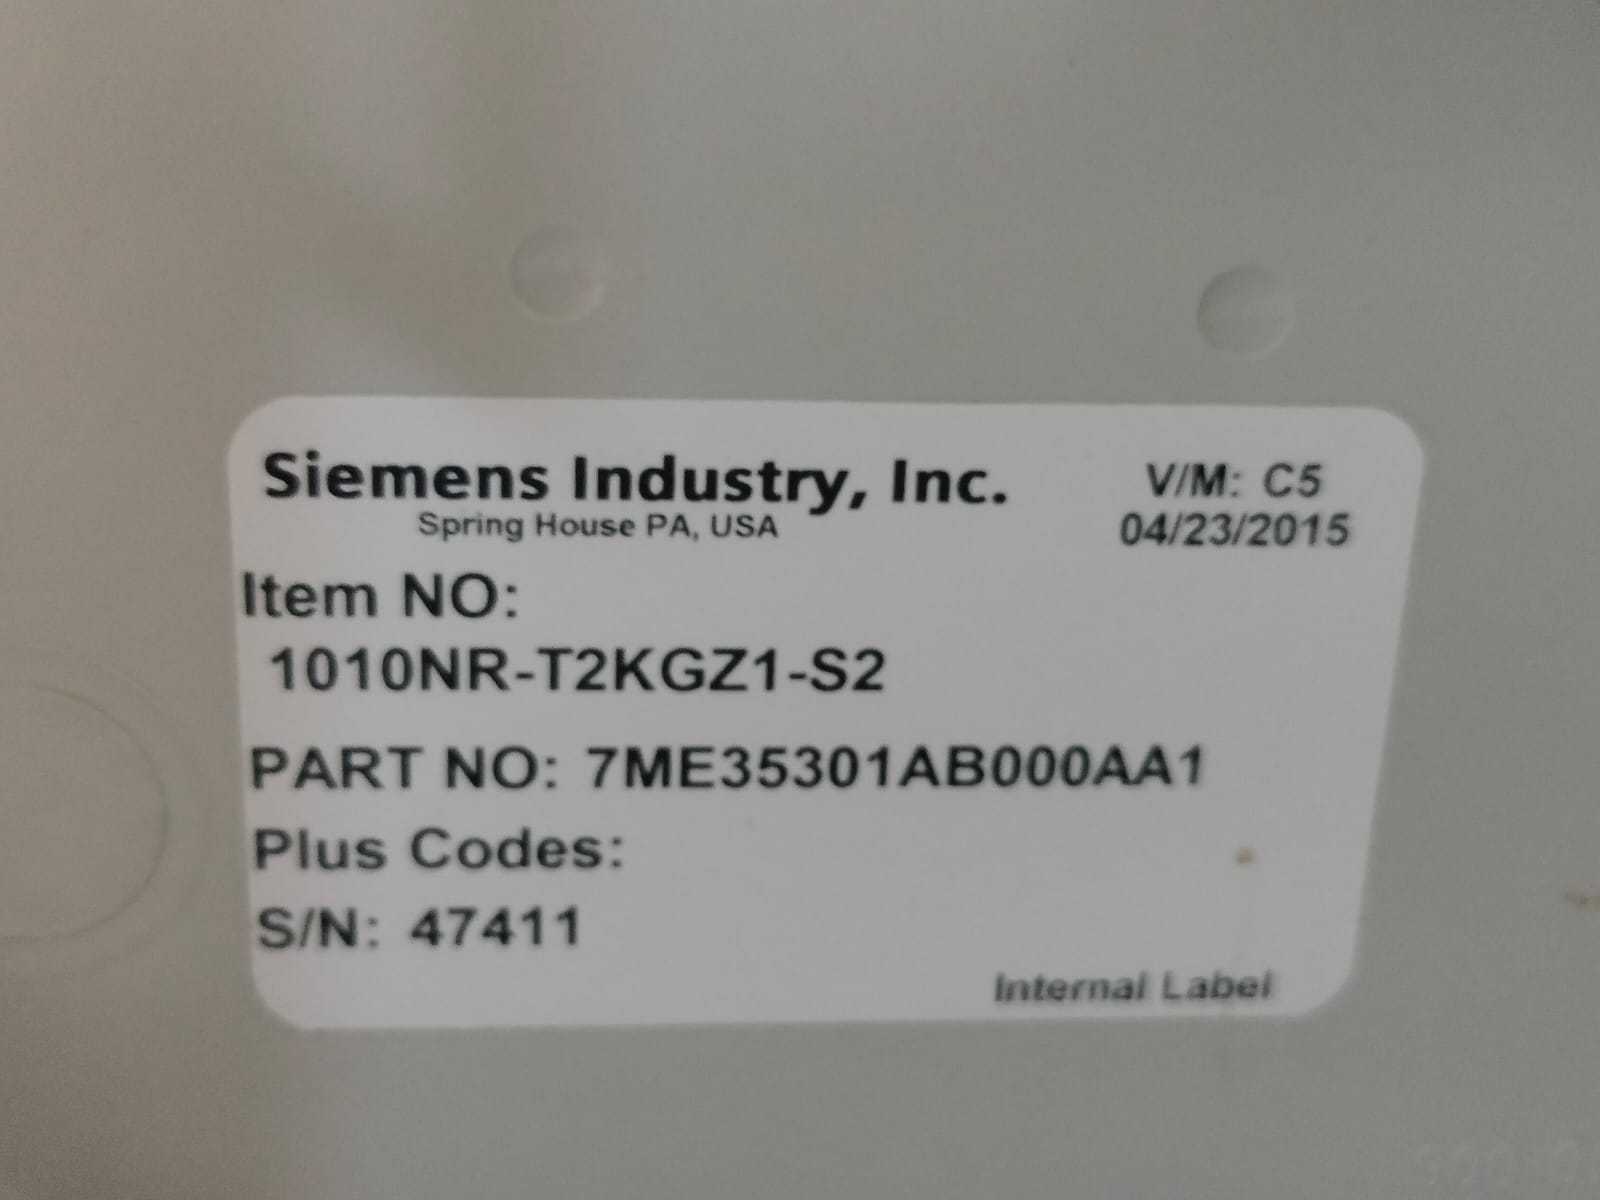 Siemens Industry, Inc.
Spring House PA, USA
V/M: C5
04/23/2015
Item NO:
1010NR-T2KGZ1-S2
PART NO: 7ME35301AB000AA1
Plus Codes:
S/N: 47411
Internal Label